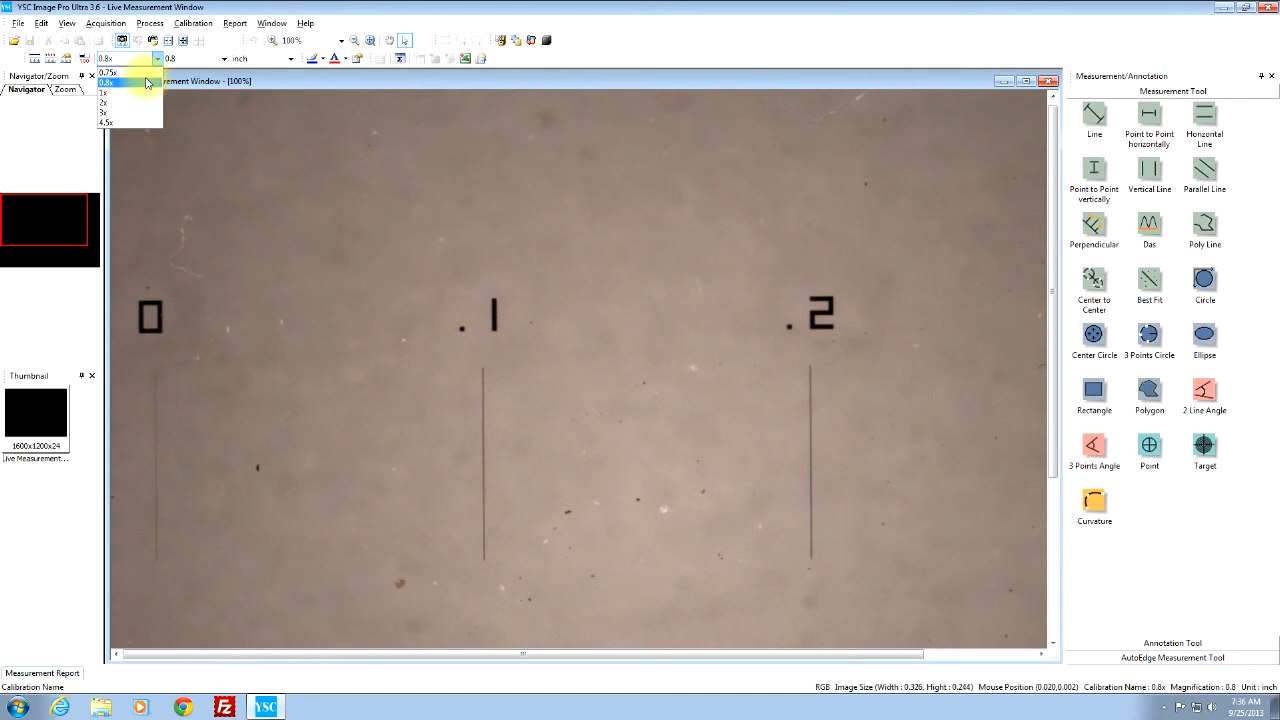 YSC Image Pro Ultra 3.6 - Live Measurement Window
File Edit View Acquisition Process Calibration Report Window Help
100%
0.8x 0.8 inch
Navigator/Zoom
Navigator Zoom
0.75x
0.8x
1x
2x
3x
4.5x
rement Window - [100%]
0 .1 .2
Thumbnail
1600x1200x24
Live Measurement...
Measurement/Annotation
Measurement Tool
Line
Point to Point horizontally
Horizontal Line
Point to Point vertically
Vertical Line
Parallel Line
Perpendicular
Das
Poly Line
Center to Center
Best Fit
Circle
Center Circle
3 Points Circle
Ellipse
Rectangle
Polygon
2 Line Angle
3 Points Angle
Point
Target
Curvature
Annotation Tool
AutoEdge Measurement Tool
Measurement Report
Calibration Name
RGB Image Size (Width : 0.326, Hight : 0.244) Mouse Position (0.020,0.002) Calibration Name : 0.8x Magnification : 0.8 Unit : inch
YSC
7:36 AM
9/25/2013